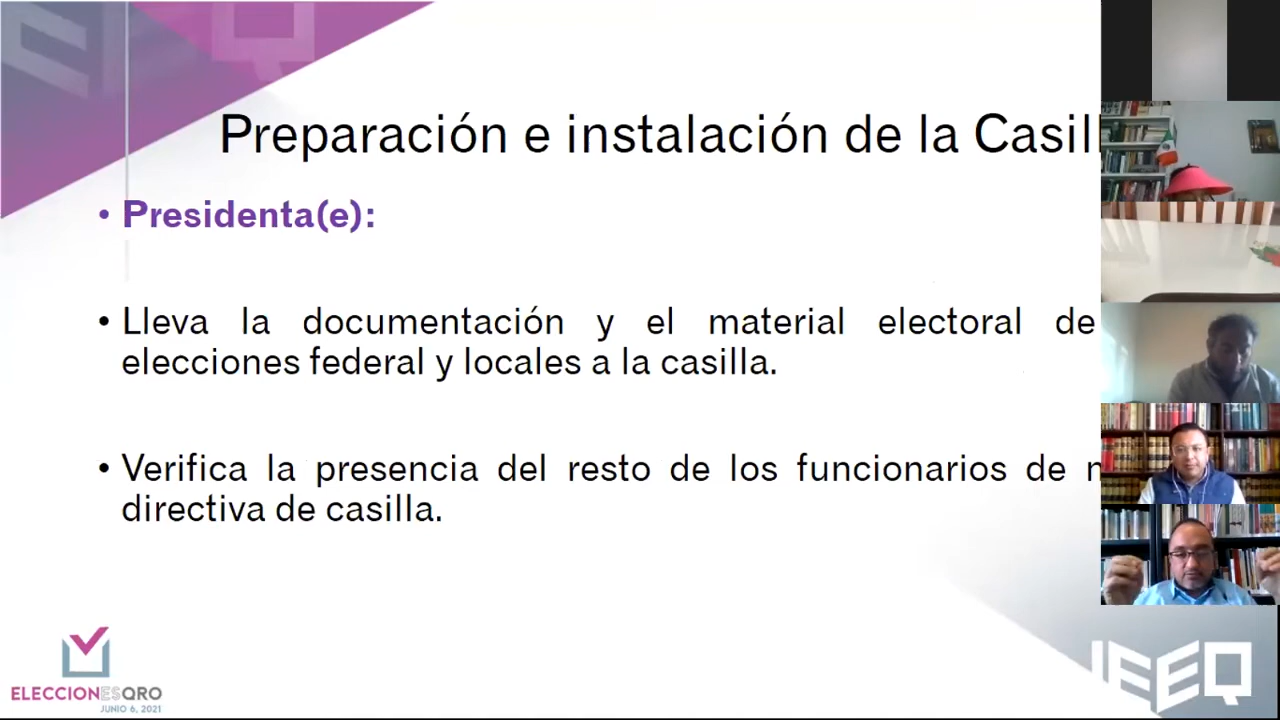 Preparación e instalación de la Casill
• Presidenta(e):
• Lleva la documentación y el material electoral de
elecciones federal y locales a la casilla.
• Verifica la presencia del resto de los funcionarios de
directiva de casilla.
ELECCIONESQRO
JUNIO 6, 2021
IEEQ